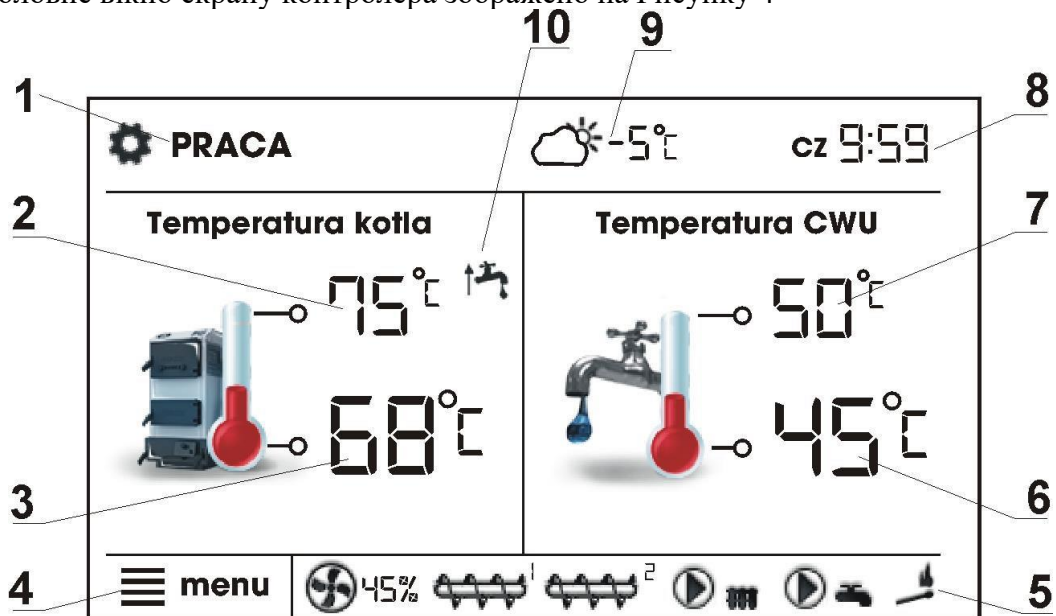 оловне вікно екрану контролера зображено на Рисунку 4
10
9
1
8
PRACA
-5°C
cz 9:59
2
Temperatura kotla
Temperatura CWU
7
75°C
50°C
68°C
45°C
3
6
4
menu
45%
1
2
5